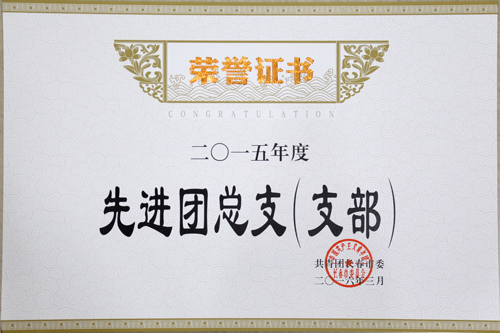 荣誉证书
CONGRATULATION
二〇一五年度
先进团总支(支部)
共青团长春市委
二〇一六年三月